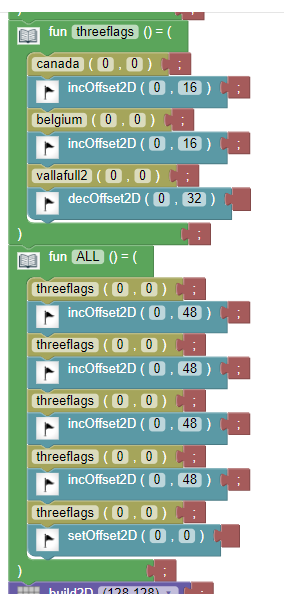 ) ;
fun threeflags () = (
canada ( 0 , 0 ) ;
incOffset2D ( 0 , 16 ) ;
belgium ( 0 , 0 ) ;
incOffset2D ( 0 , 16 ) ;
vallafull2 ( 0 , 0 ) ;
decOffset2D ( 0 , 32 ) ;
) ;
fun ALL () = (
threeflags ( 0 , 0 ) ;
incOffset2D ( 0 , 48 ) ;
threeflags ( 0 , 0 ) ;
incOffset2D ( 0 , 48 ) ;
threeflags ( 0 , 0 ) ;
incOffset2D ( 0 , 48 ) ;
threeflags ( 0 , 0 ) ;
incOffset2D ( 0 , 48 ) ;
threeflags ( 0 , 0 ) ;
setOffset2D ( 0 , 0 )
) ;
build2D (128,128) ;